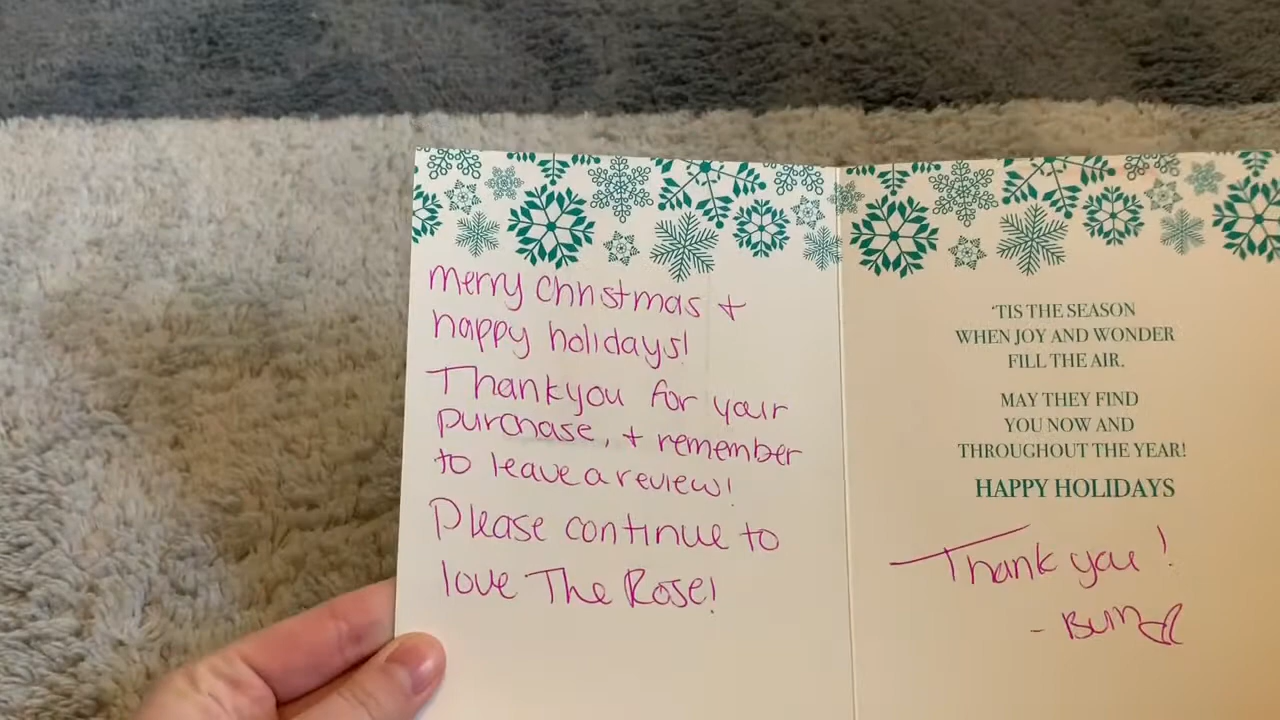 merry christmas +
happy holidays!
Thankyou for your
purchase, + remember
to leave a review!
Please continue to
love The Rose!
'TIS THE SEASON
WHEN JOY AND WONDER
FILL THE AIR.
MAY THEY FIND
YOU NOW AND
THROUGHOUT THE YEAR!
HAPPY HOLIDAYS
Thank you!